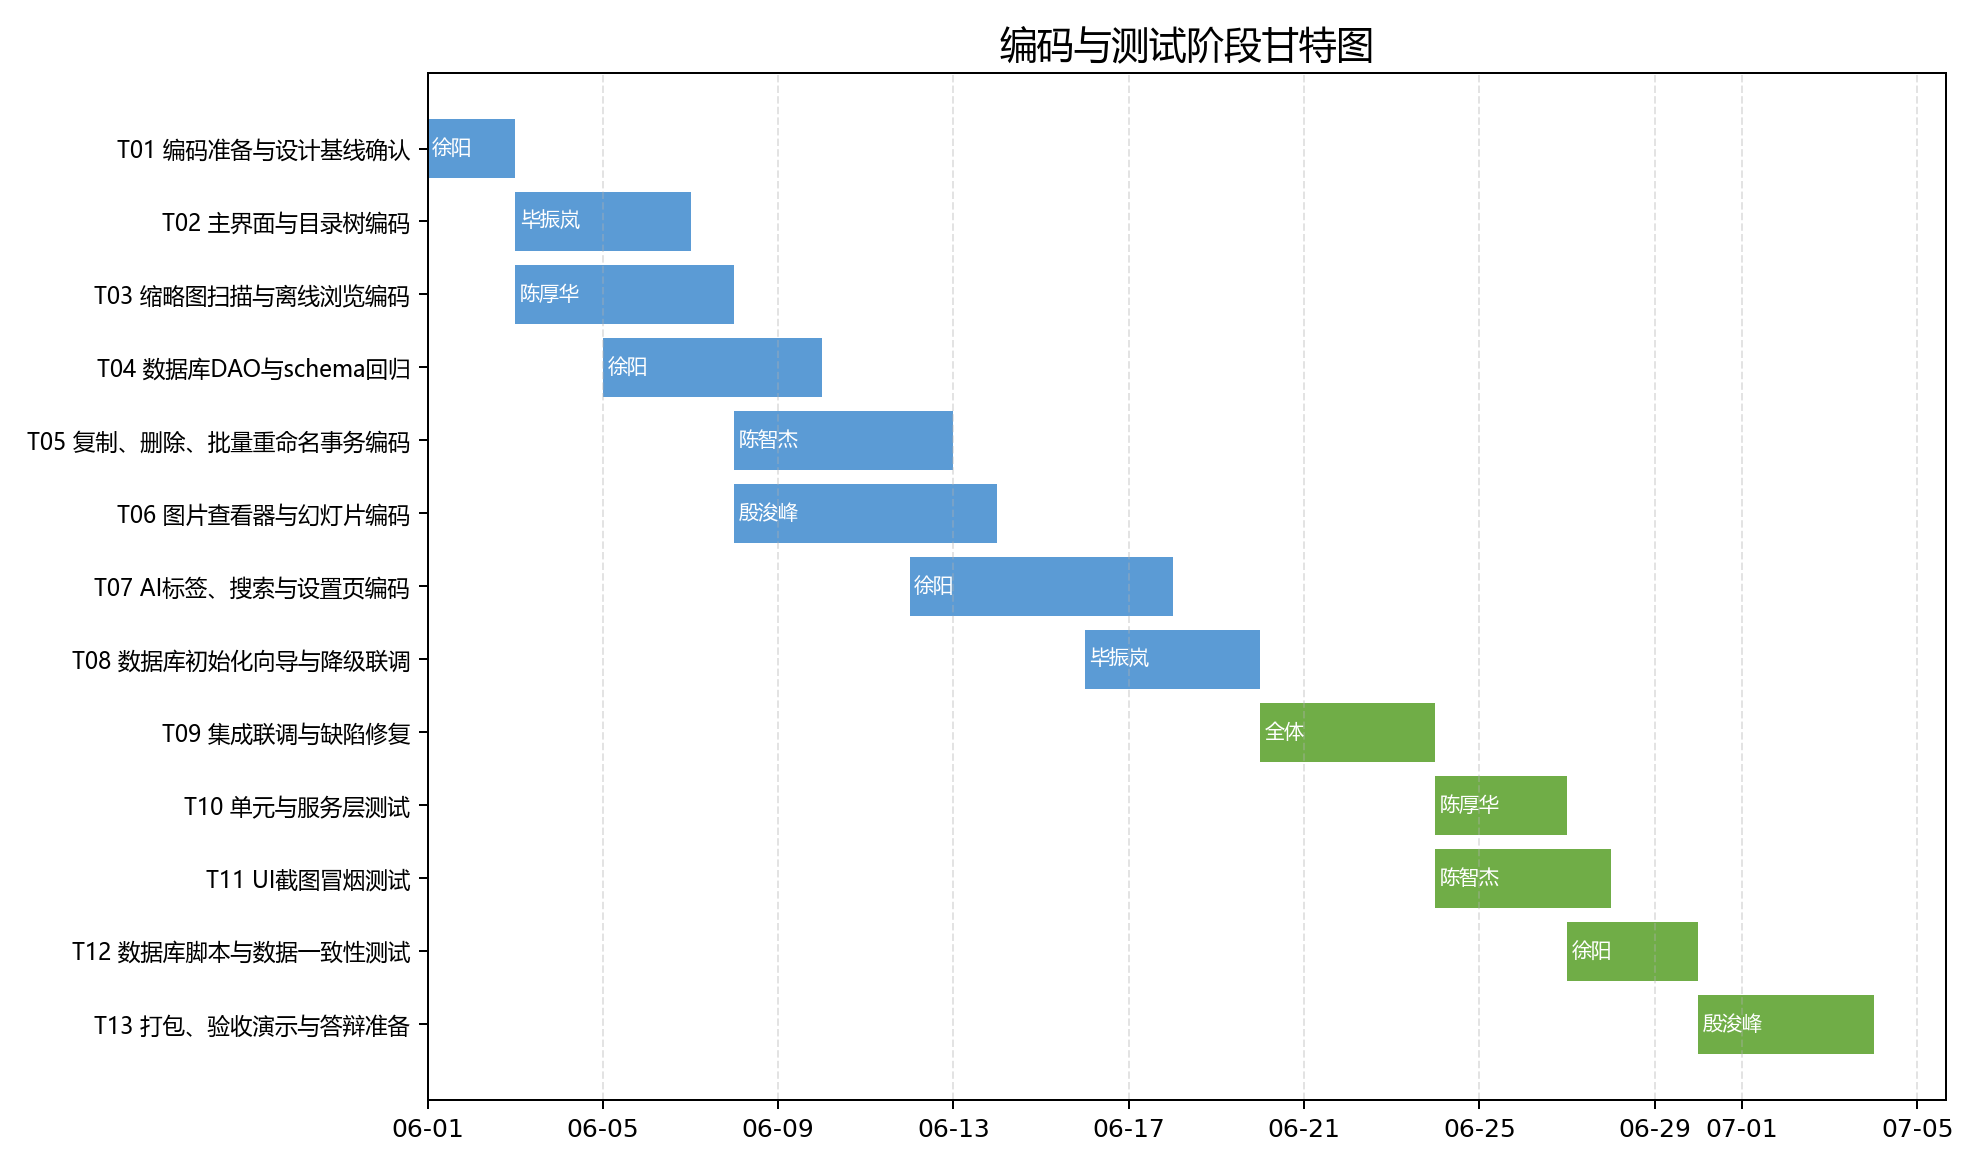 编码与测试阶段甘特图
T01 编码准备与设计基线确认
徐阳
T02 主界面与目录树编码
毕振岚
T03 缩略图扫描与离线浏览编码
陈厚华
T04 数据库DAO与schema回归
徐阳
T05 复制、删除、批量重命名事务编码
陈智杰
T06 图片查看器与幻灯片编码
殷浚峰
T07 AI标签、搜索与设置页编码
徐阳
T08 数据库初始化向导与降级联调
毕振岚
T09 集成联调与缺陷修复
全体
T10 单元与服务层测试
陈厚华
T11 UI截图冒烟测试
陈智杰
T12 数据库脚本与数据一致性测试
徐阳
T13 打包、验收演示与答辩准备
殷浚峰
06-01 06-05 06-09 06-13 06-17 06-21 06-25 06-29 07-01 07-05